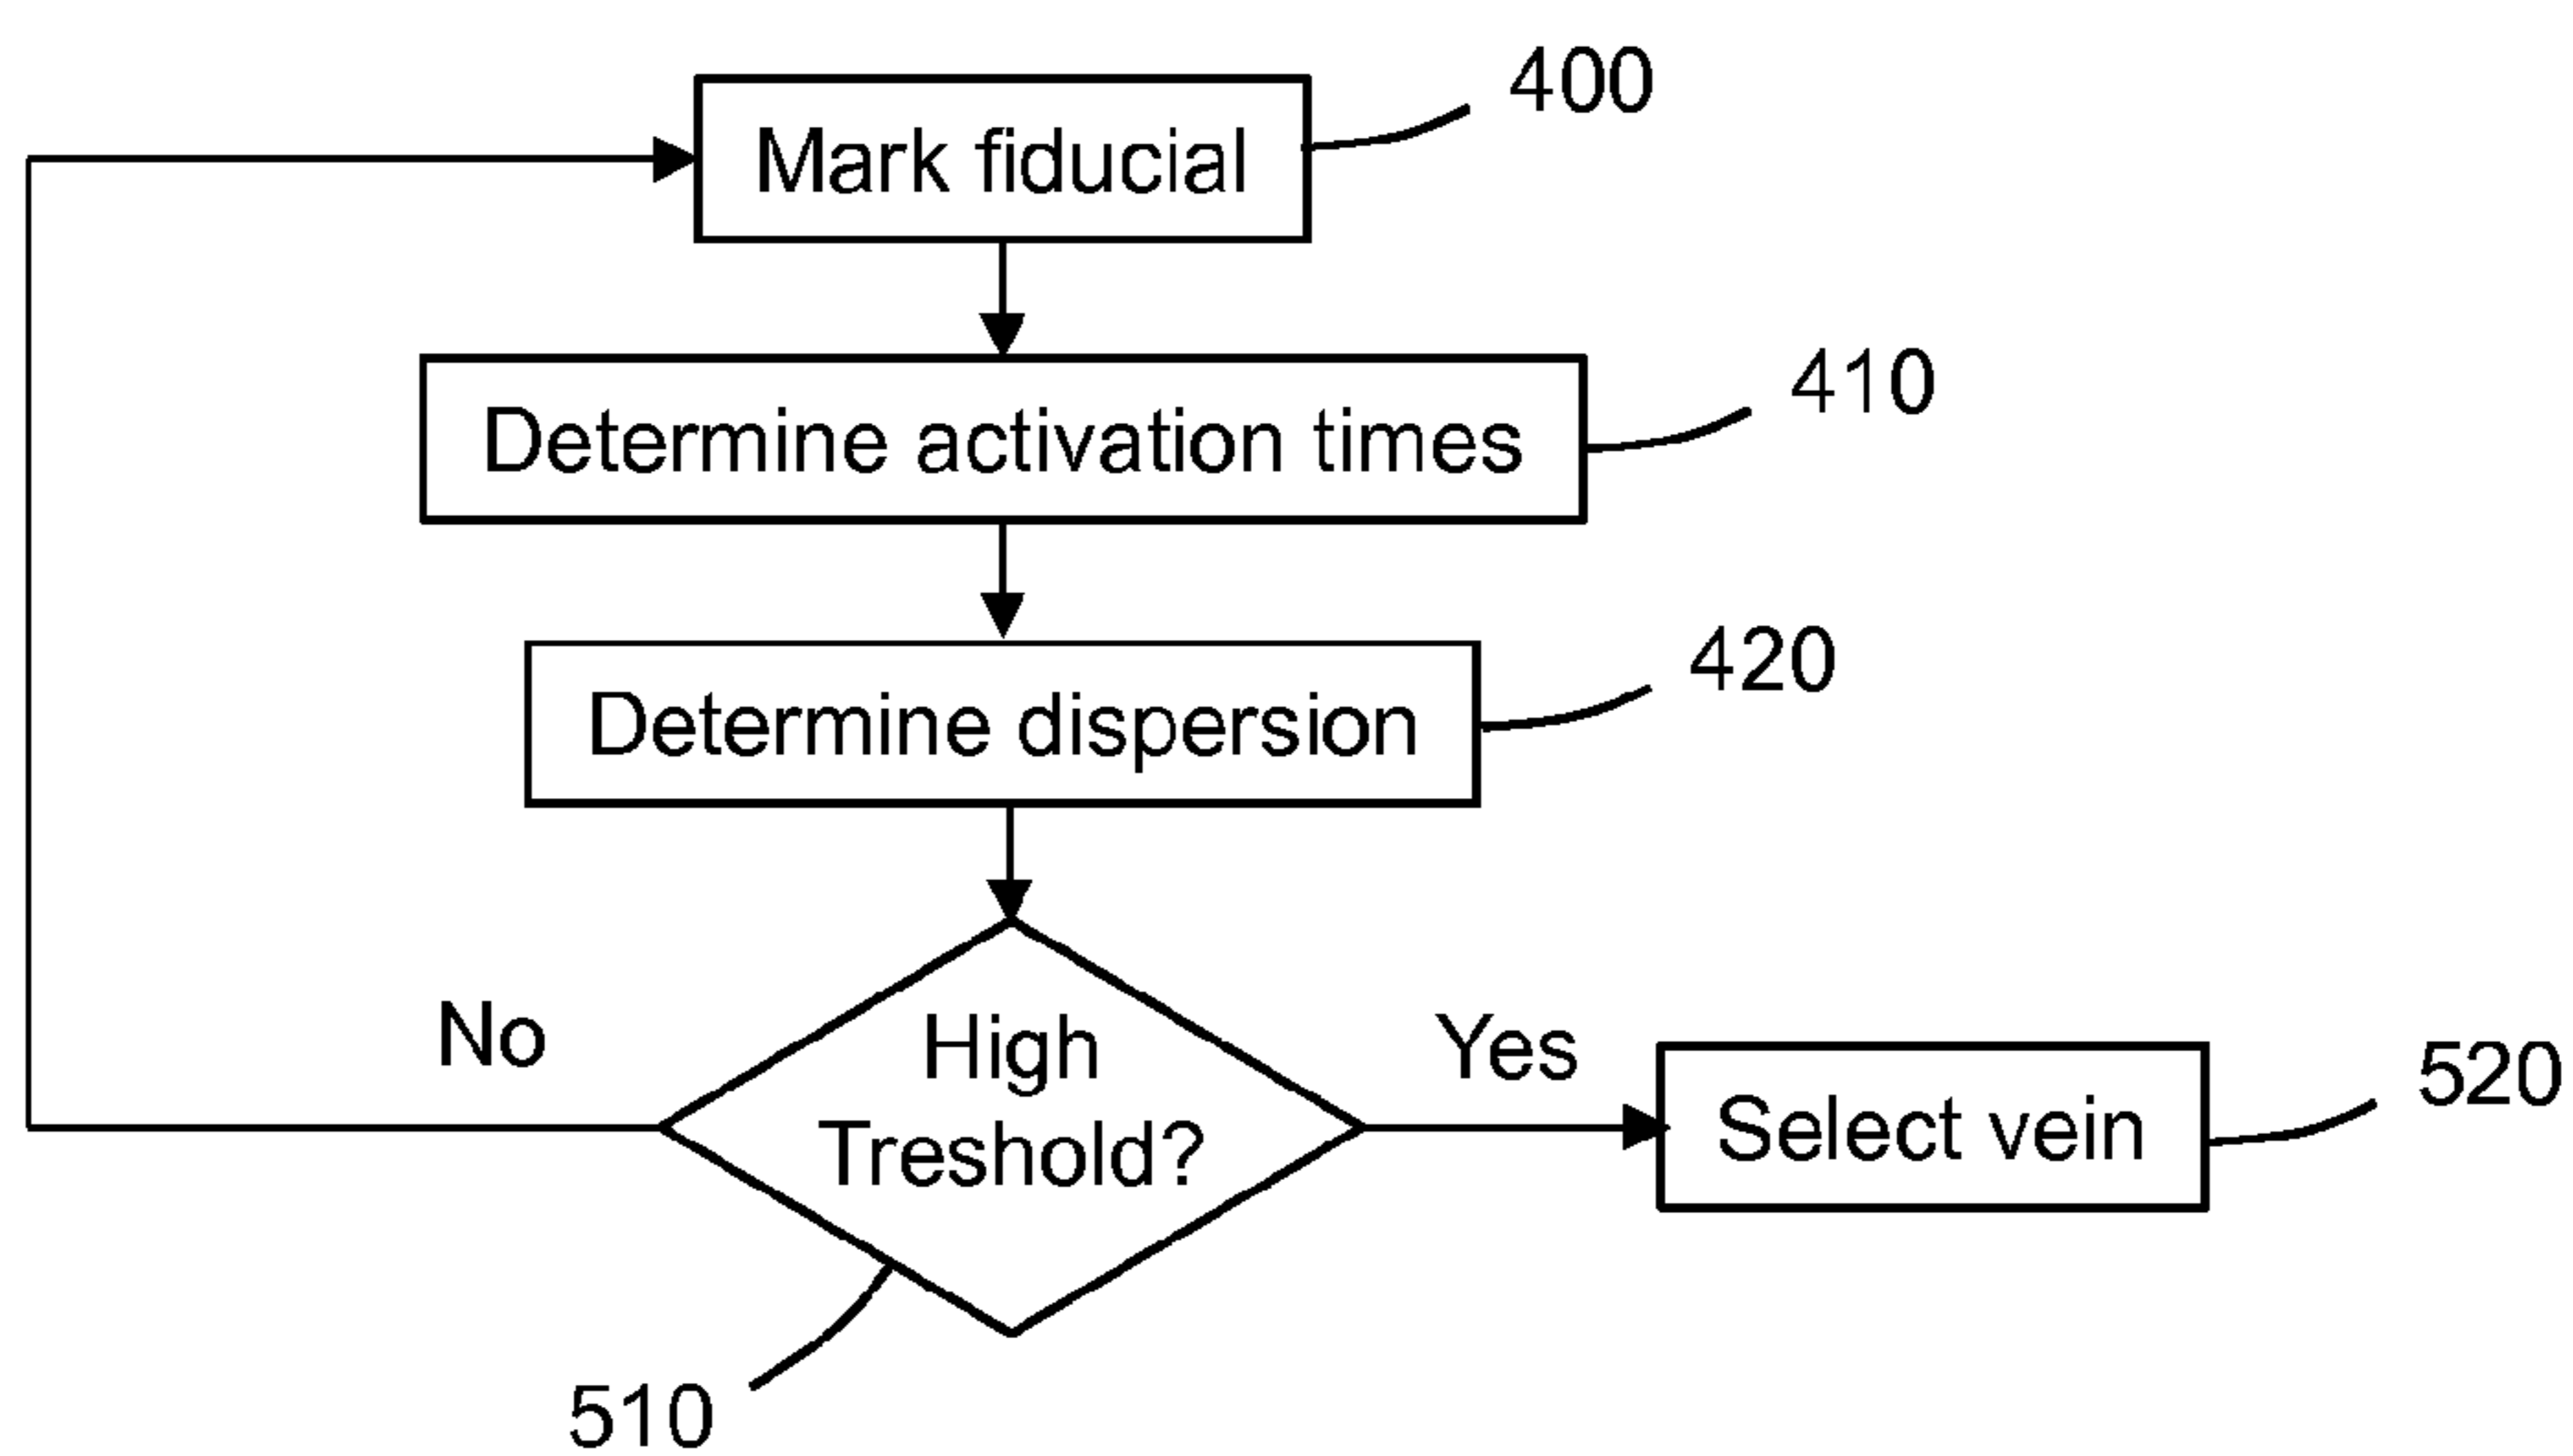 400
Mark fiducial
410
Determine activation times
420
Determine dispersion
No
High
Treshold?
Yes
Select vein
520
510